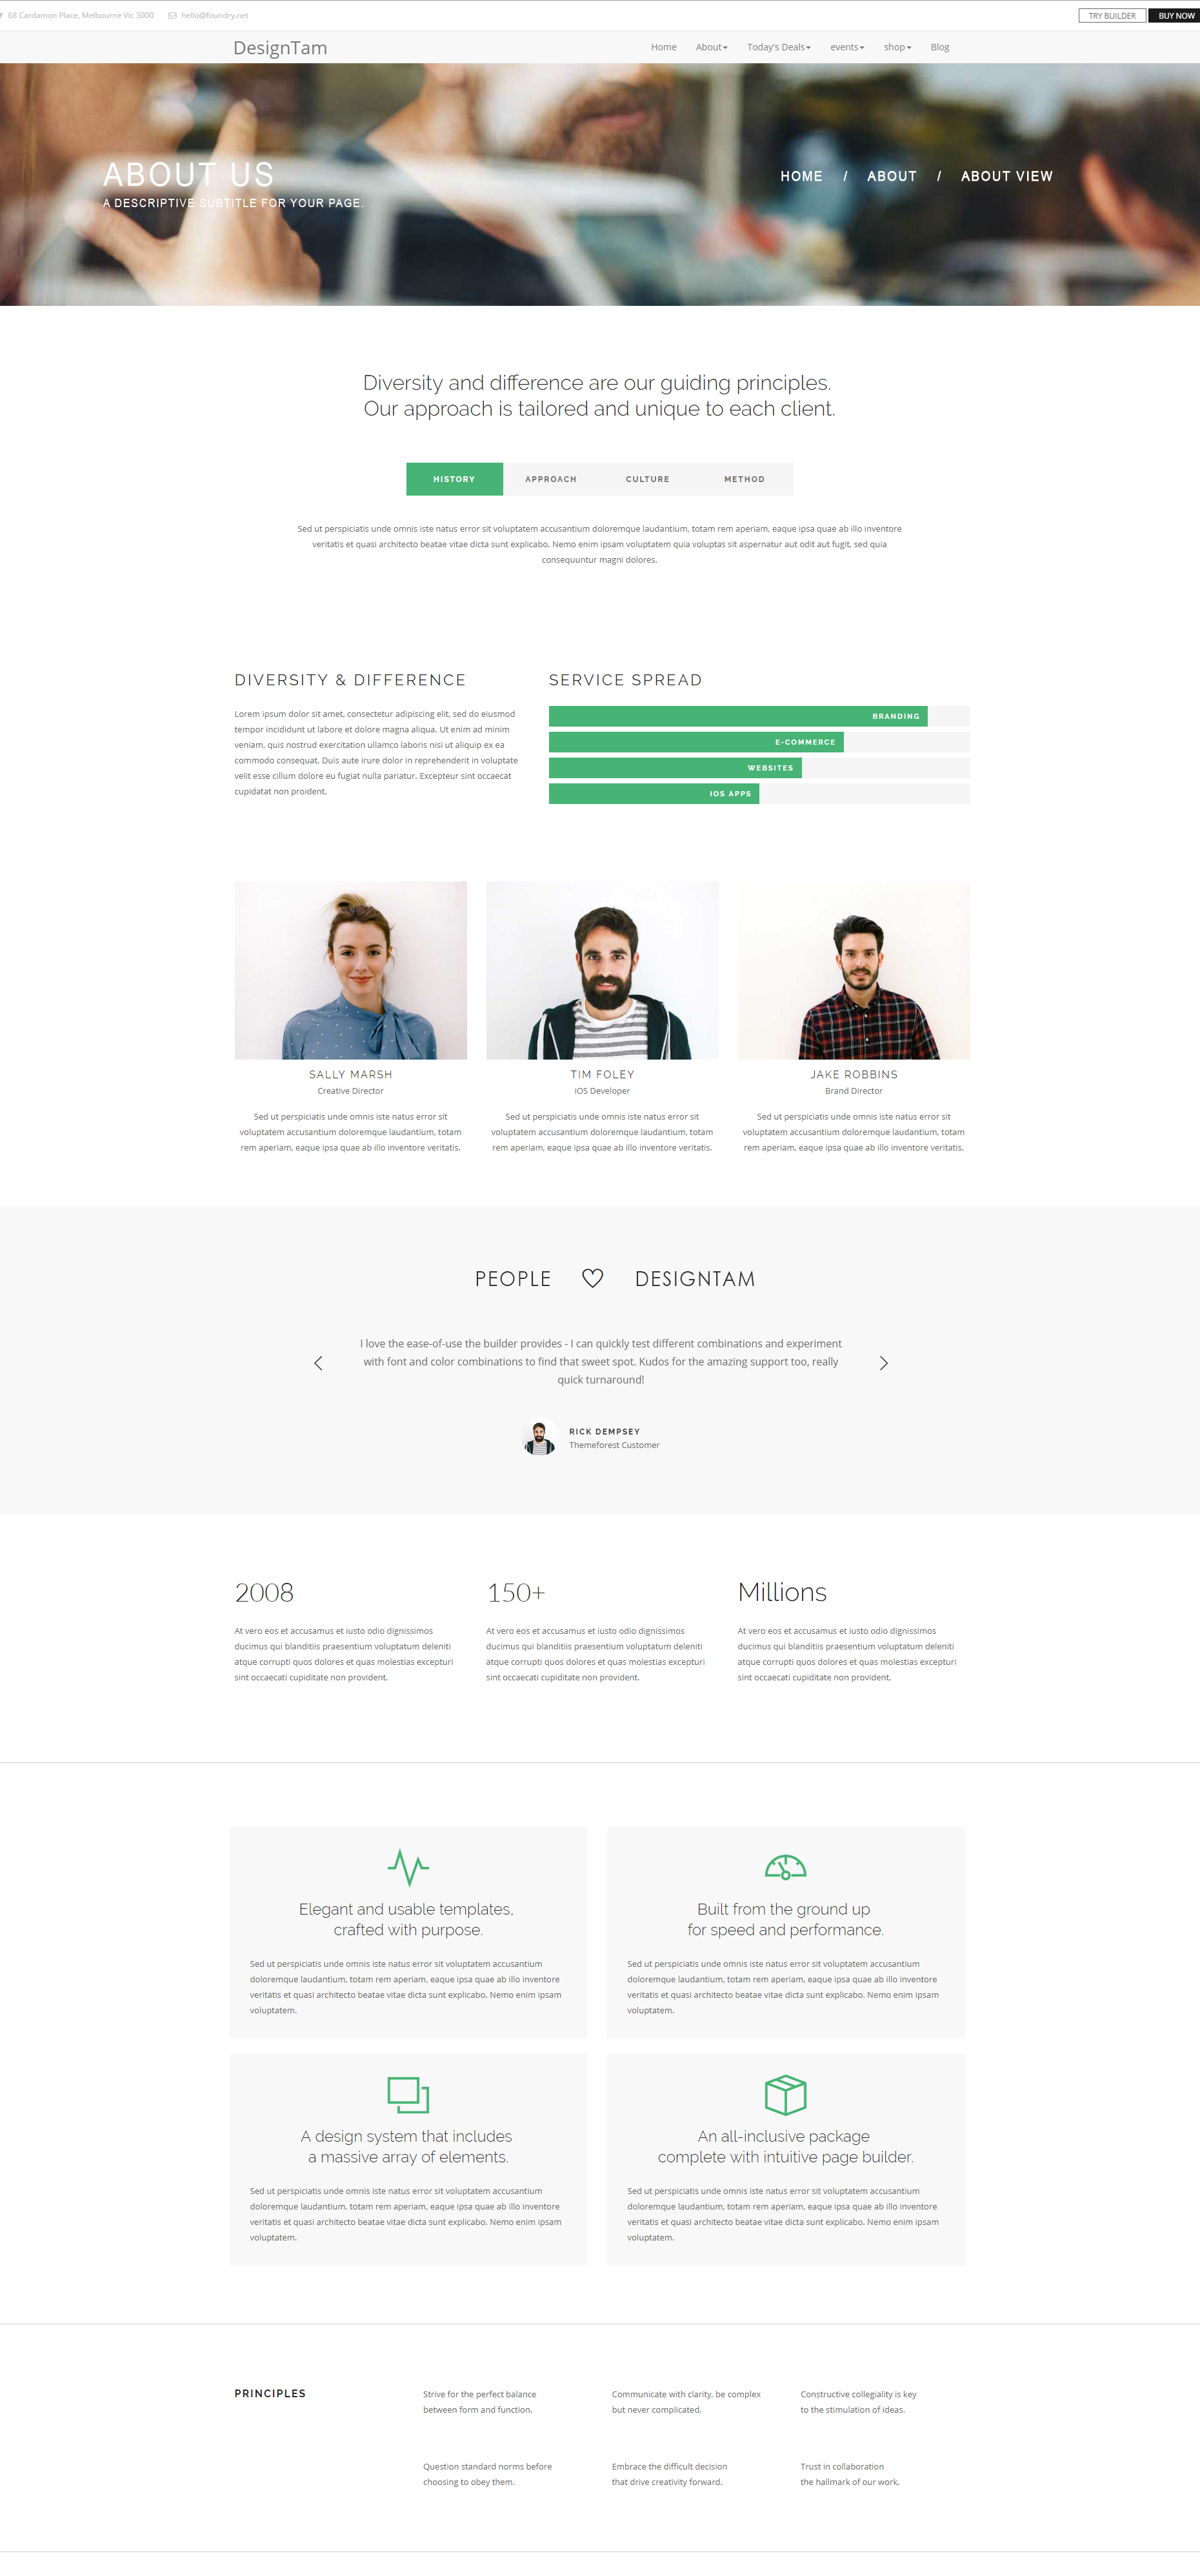 68 Cardamon Place, Melbourne Vic 3000 hello@foundry.net TRY BUILDER BUY NOW
DesignTam Home About Today's Deals events shop Blog
ABOUT US
A DESCRIPTIVE SUBTITLE FOR YOUR PAGE.
HOME / ABOUT / ABOUT VIEW
Diversity and difference are our guiding principles.
Our approach is tailored and unique to each client.
HISTORY APPROACH CULTURE METHOD
Sed ut perspiciatis unde omnis iste natus error sit voluptatem accusantium doloremque laudantium, totam rem aperiam, eaque ipsa quae ab illo inventore
veritatis et quasi architecto beatae vitae dicta sunt explicabo. Nemo enim ipsam voluptatem quia voluptas sit aspernatur aut odit aut fugit, sed quia
consequuntur magni dolores.
DIVERSITY & DIFFERENCE
Lorem ipsum dolor sit amet, consectetur adipiscing elit, sed do eiusmod
tempor incididunt ut labore et dolore magna aliqua. Ut enim ad minim
veniam, quis nostrud exercitation ullamco laboris nisi ut aliquip ex ea
commodo consequat. Duis aute irure dolor in reprehenderit in voluptate
velit esse cillum dolore eu fugiat nulla pariatur. Excepteur sint occaecat
cupidatat non proident.
SERVICE SPREAD
BRANDING
E-COMMERCE
WEBSITES
IOS APPS
SALLY MARSH
Creative Director
Sed ut perspiciatis unde omnis iste natus error sit
voluptatem accusantium doloremque laudantium, totam
rem aperiam, eaque ipsa quae ab illo inventore veritatis.
TIM FOLEY
iOS Developer
Sed ut perspiciatis unde omnis iste natus error sit
voluptatem accusantium doloremque laudantium, totam
rem aperiam, eaque ipsa quae ab illo inventore veritatis.
JAKE ROBBINS
Brand Director
Sed ut perspiciatis unde omnis iste natus error sit
voluptatem accusantium doloremque laudantium, totam
rem aperiam, eaque ipsa quae ab illo inventore veritatis.
PEOPLE DESIGNTAM
I love the ease-of-use the builder provides - I can quickly test different combinations and experiment
with font and color combinations to find that sweet spot. Kudos for the amazing support too, really
quick turnaround!
RICK DEMPSEY
Themeforest Customer
2008
At vero eos et accusamus et iusto odio dignissimos
ducimus qui blanditiis praesentium voluptatum deleniti
atque corrupti quos dolores et quas molestias excepturi
sint occaecati cupiditate non provident.
150+
At vero eos et accusamus et iusto odio dignissimos
ducimus qui blanditiis praesentium voluptatum deleniti
atque corrupti quos dolores et quas molestias excepturi
sint occaecati cupiditate non provident.
Millions
At vero eos et accusamus et iusto odio dignissimos
ducimus qui blanditiis praesentium voluptatum deleniti
atque corrupti quos dolores et quas molestias excepturi
sint occaecati cupiditate non provident.
Elegant and usable templates,
crafted with purpose.
Sed ut perspiciatis unde omnis iste natus error sit voluptatem accusantium
doloremque laudantium, totam rem aperiam, eaque ipsa quae ab illo inventore
veritatis et quasi architecto beatae vitae dicta sunt explicabo. Nemo enim ipsam
voluptatem.
Built from the ground up
for speed and performance.
Sed ut perspiciatis unde omnis iste natus error sit voluptatem accusantium
doloremque laudantium, totam rem aperiam, eaque ipsa quae ab illo inventore
veritatis et quasi architecto beatae vitae dicta sunt explicabo. Nemo enim ipsam
voluptatem.
A design system that includes
a massive array of elements.
Sed ut perspiciatis unde omnis iste natus error sit voluptatem accusantium
doloremque laudantium, totam rem aperiam, eaque ipsa quae ab illo inventore
veritatis et quasi architecto beatae vitae dicta sunt explicabo. Nemo enim ipsam
voluptatem.
An all-inclusive package
complete with intuitive page builder.
Sed ut perspiciatis unde omnis iste natus error sit voluptatem accusantium
doloremque laudantium, totam rem aperiam, eaque ipsa quae ab illo inventore
veritatis et quasi architecto beatae vitae dicta sunt explicabo. Nemo enim ipsam
voluptatem.
PRINCIPLES
Strive for the perfect balance
between form and function.
Communicate with clarity, be complex
but never complicated.
Constructive collegiality is key
to the stimulation of ideas.
Question standard norms before
choosing to obey them.
Embrace the difficult decision
that drive creativity forward.
Trust in collaboration
the hallmark of our work.